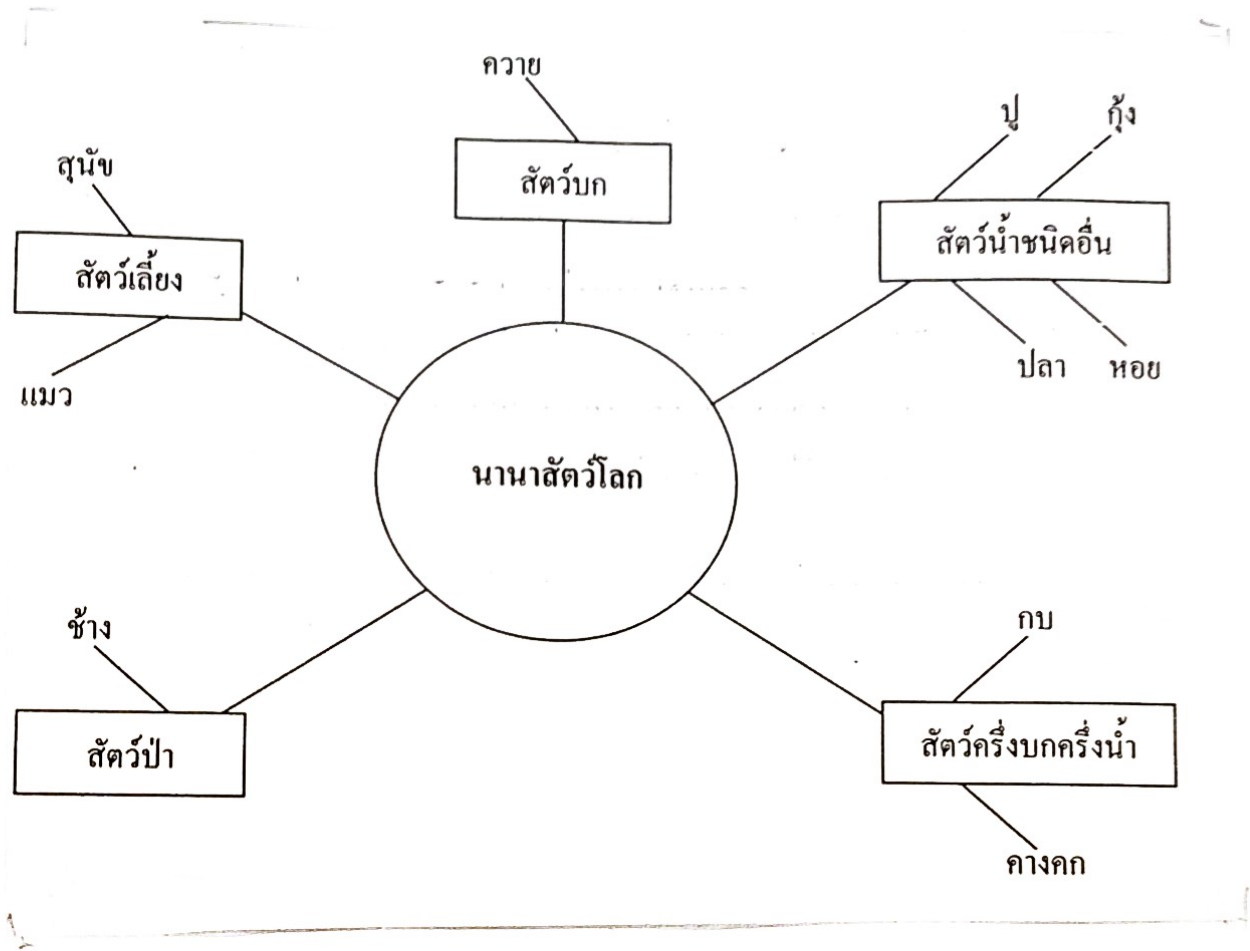 ควาย
สัตว์บก
สุนัข
สัตว์เลี้ยง
แมว
ปู
กุ้ง
สัตว์น้ำชนิดอื่น
ปลา
หอย
นานาสัตว์โลก
ช้าง
สัตว์ป่า
กบ
สัตว์ครึ่งบกครึ่งน้ำ
คางคก